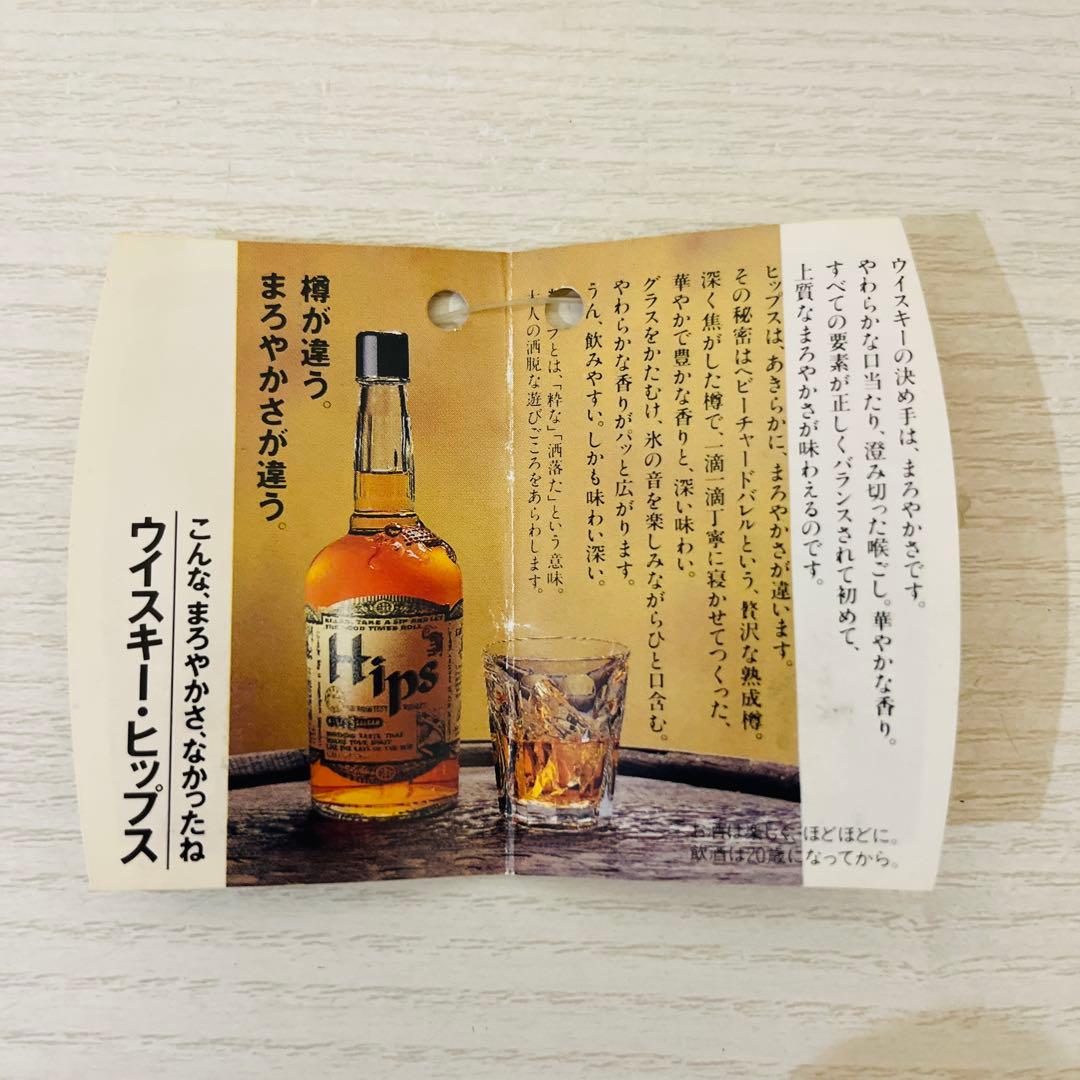 ウイスキーの決め手は、まろやかさです。
やわらかな口当たり、澄み切った喉ごし。華やかな香り。
すべての要素が正しくバランスされて初めて、
上質なまろやかさが味わえるのです。
ヒップスは、あきらかに、まろやかさが違います。
その秘密はヘビーチャードバレルという、贅沢な熟成樽。
深く焦がした樽で、一滴一滴丁寧に寝かせてつくった、
華やかで豊かな香りと、深い味わい。
グラスをかたむけ、氷の音を楽しみながらひと口含む。
やわらかな香りがパッと広がります。
うん、飲みやすい。しかも味わい深い。
プとは、「粋な」「洒落た」という意味。
人の洒脱な遊びごころをあらわします。
お酒は楽しく、ほどほどに。
飲酒は20歳になってから。
樽が違う。
まろやかさが違う。
こんな、まろやかさ、なかったね
ウイスキー・ヒップス
TAKE A SIP AND LET
THE GOOD TIMES ROLL
Hips